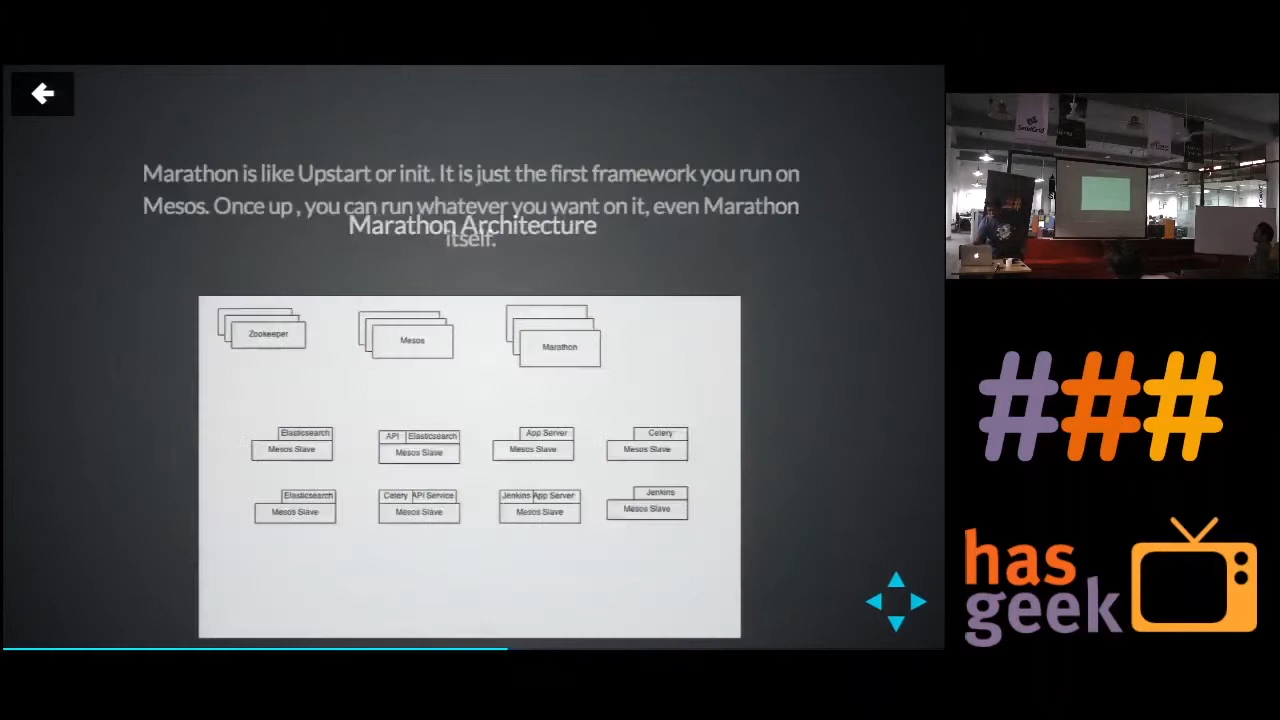 Marathon is like Upstart or init. It is just the first framework you run on
Mesos. Once up , you can run whatever you want on it, even Marathon
itself.
Marathon Architecture
Zookeeper
Mesos
Marathon
Elasticsearch
Mesos Slave
API Elasticsearch
Mesos Slave
App Server
Mesos Slave
Celery
Mesos Slave
Elasticsearch
Mesos Slave
Celery API Service
Mesos Slave
Jenkins App Server
Mesos Slave
Jenkins
Mesos Slave
SendGrid
###
has
geek